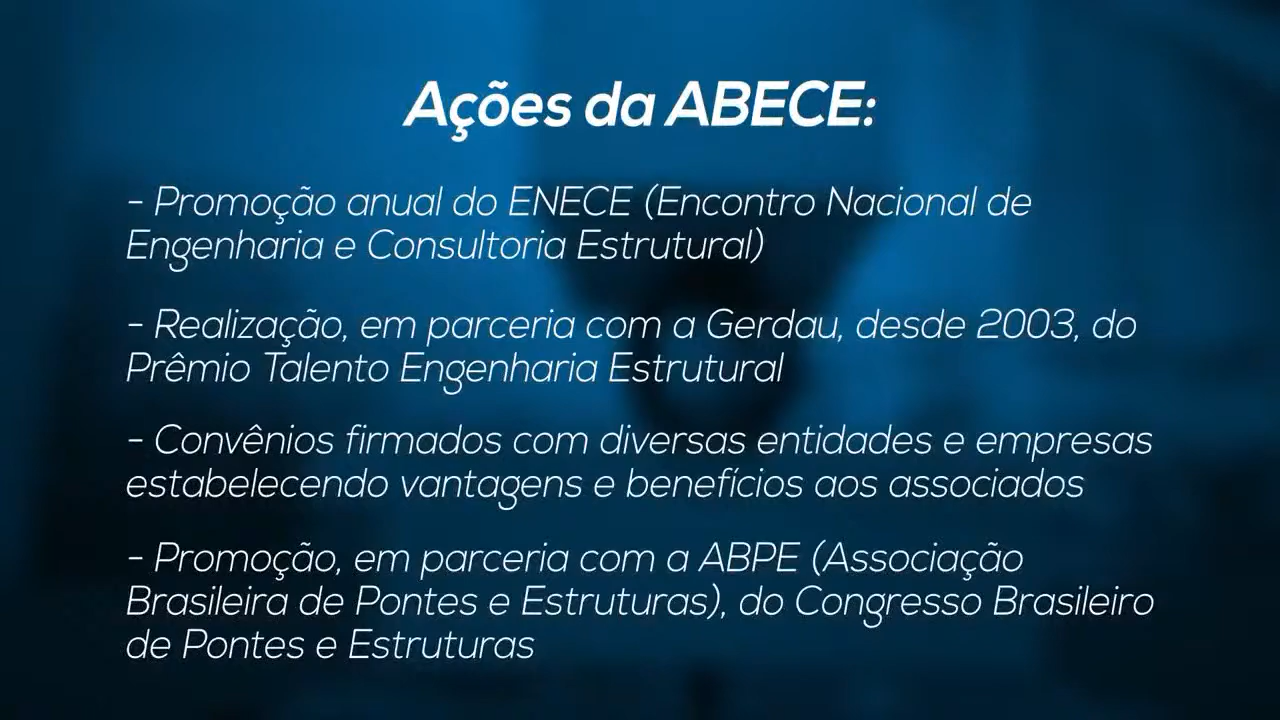 Ações da ABECE:
- Promoção anual do ENECE (Encontro Nacional de
Engenharia e Consultoria Estrutural)
- Realização, em parceria com a Gerdau, desde 2003, do
Prêmio Talento Engenharia Estrutural
- Convênios firmados com diversas entidades e empresas
estabelecendo vantagens e benefícios aos associados
- Promoção, em parceria com a ABPE (Associação
Brasileira de Pontes e Estruturas), do Congresso Brasileiro
de Pontes e Estruturas